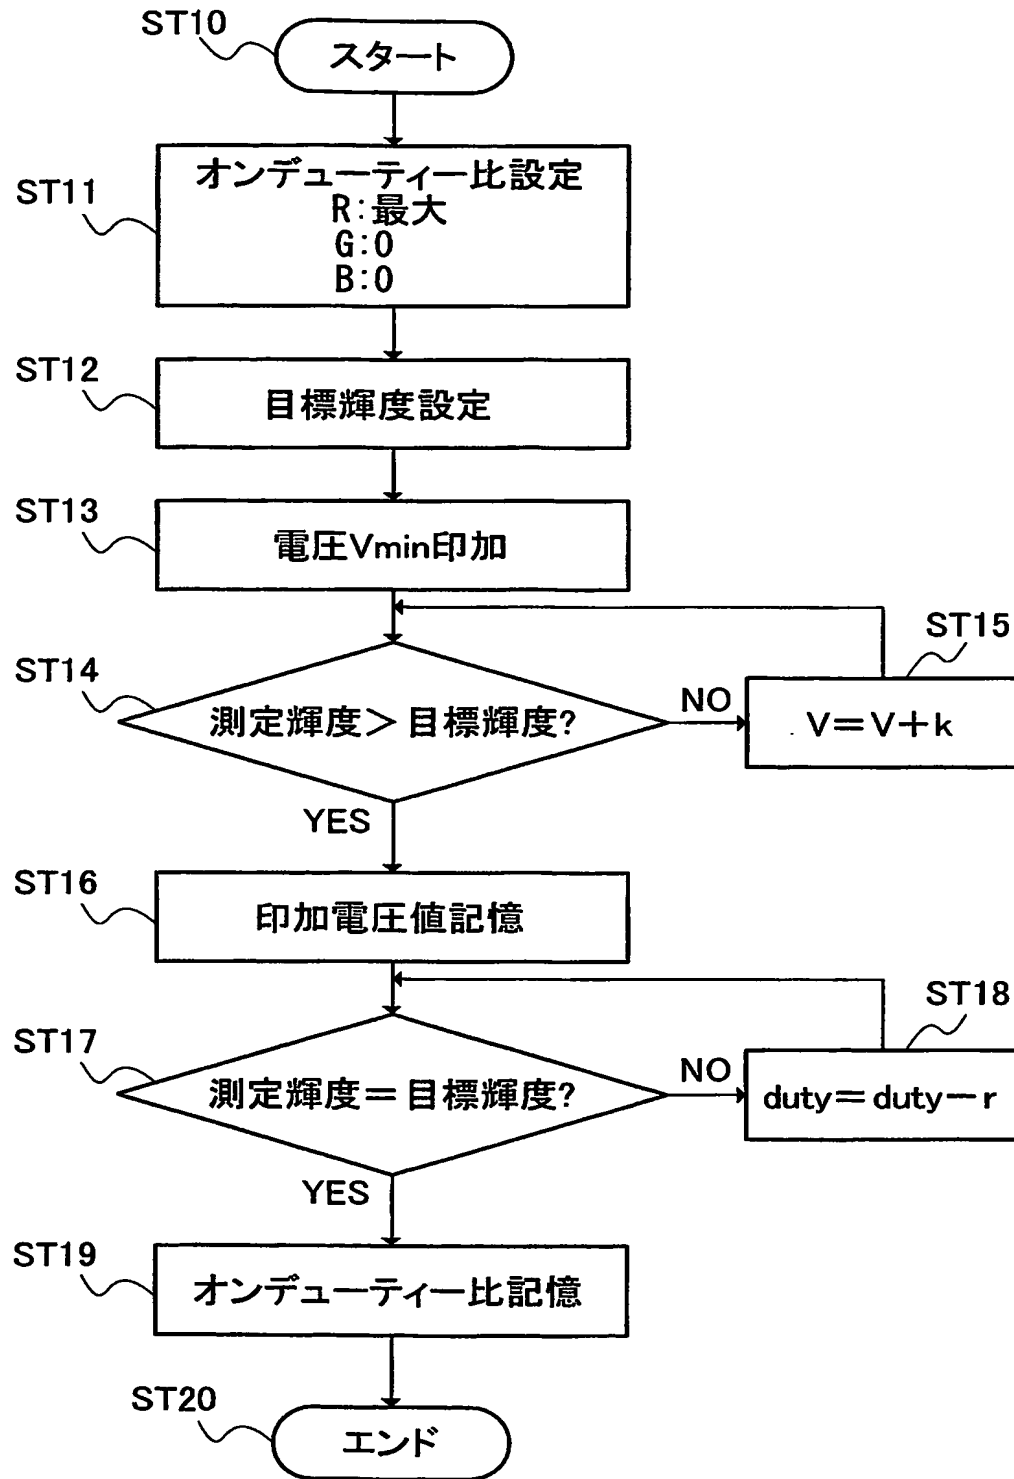 ST10
スタート
ST11
オンデューティー比設定
R:最大
G:0
B:0
ST12
目標輝度設定
ST13
電圧Vmin印加
ST14
測定輝度>目標輝度?
NO
ST15
V=V+k
YES
ST16
印加電圧値記憶
ST17
測定輝度=目標輝度?
NO
ST18
duty=duty-r
YES
ST19
オンデューティー比記憶
ST20
エンド